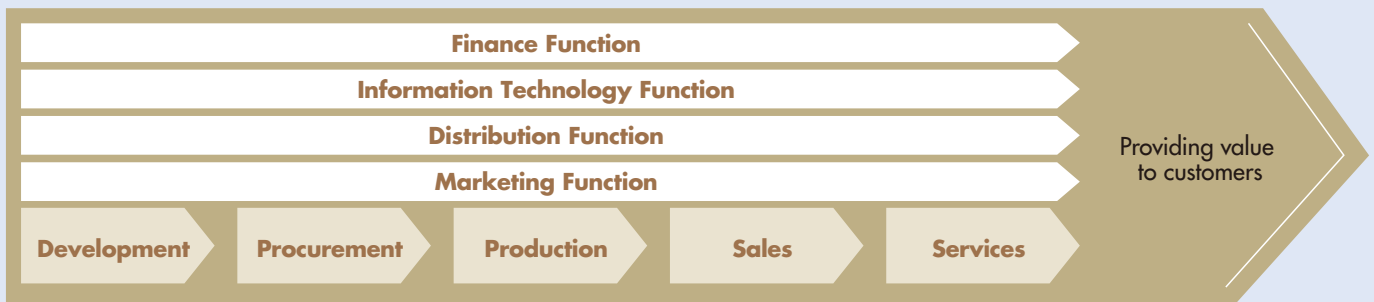 Finance Function
Information Technology Function
Distribution Function
Marketing Function
Providing value
to customers
Development
Procurement
Production
Sales
Services